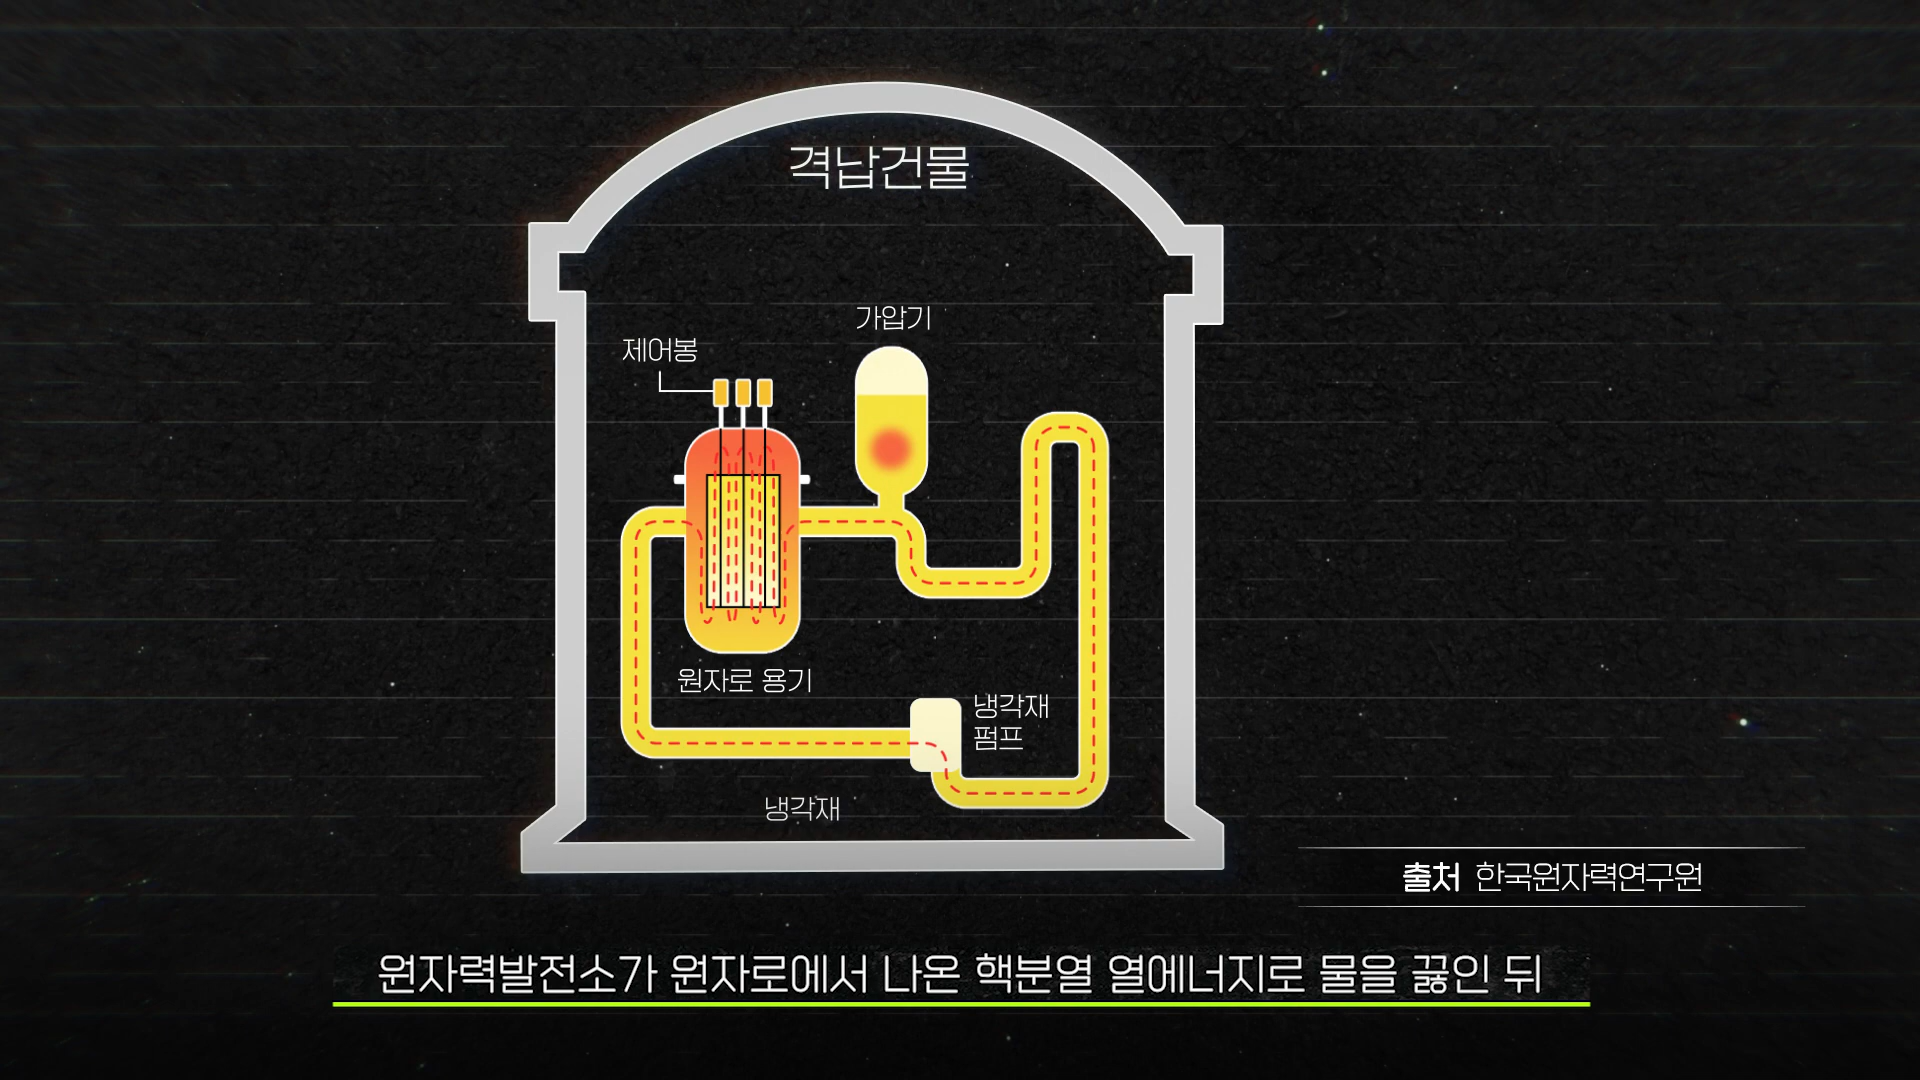 격납건물
가압기
제어봉
원자로 용기
냉각재
펌프
냉각재
출처 한국원자력연구원
원자력발전소가 원자로에서 나온 핵분열 열에너지로 물을 끓인 뒤